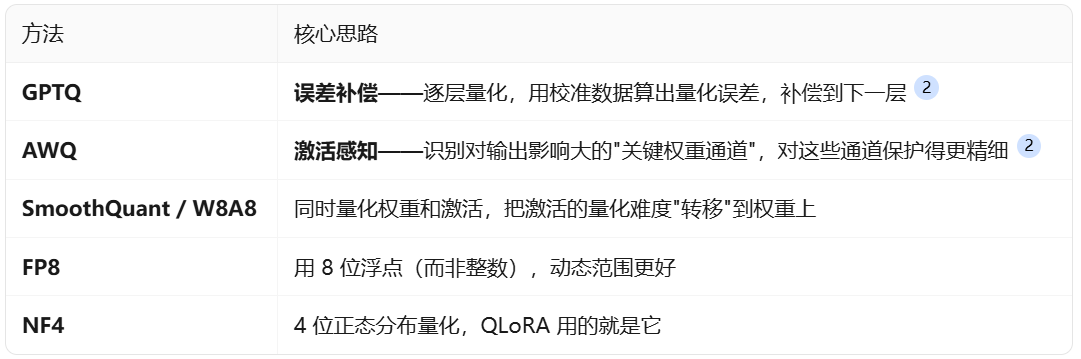 方法 核心思路
GPTQ 误差补偿——逐层量化，用校准数据算出量化误差，补偿到下一层 2
AWQ 激活感知——识别对输出影响大的"关键权重通道"，对这些通道保护得更精细 2
SmoothQuant / W8A8 同时量化权重和激活，把激活的量化难度"转移"到权重上
FP8 用 8 位浮点（而非整数），动态范围更好
NF4 4 位正态分布量化，QLoRA 用的就是它